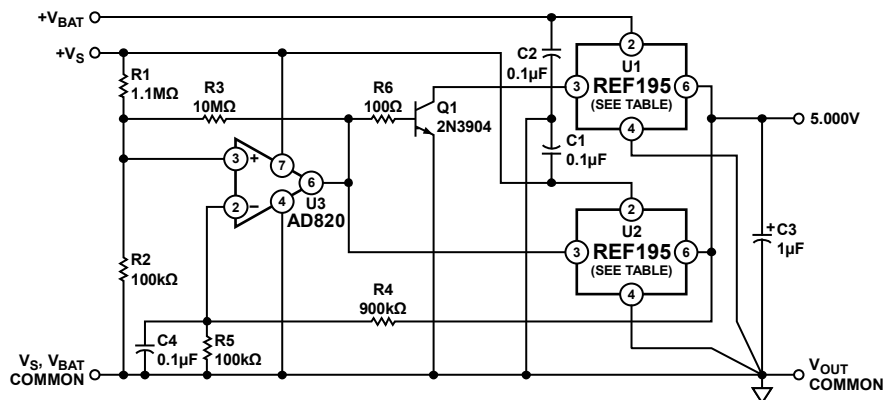 +VBAT
+VS
R1
1.1MΩ
R3
10MΩ
R6
100Ω
Q1
2N3904
C2
0.1µF
2
U1
REF195
(SEE TABLE)
3
6
4
5.000V
C1
0.1µF
3
+
7
6
2
–
4
U3
AD820
2
U2
REF195
(SEE TABLE)
3
6
4
+
C3
1µF
R2
100kΩ
R4
900kΩ
C4
0.1µF
R5
100kΩ
VS, VBAT
COMMON
VOUT
COMMON